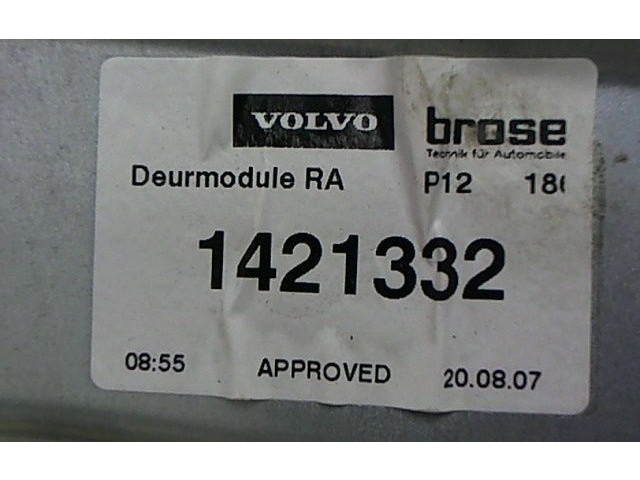 VOLVO brose
Technik für Automobile
Deurmodule RA P12
1421332
08:55 APPROVED 20.08.07